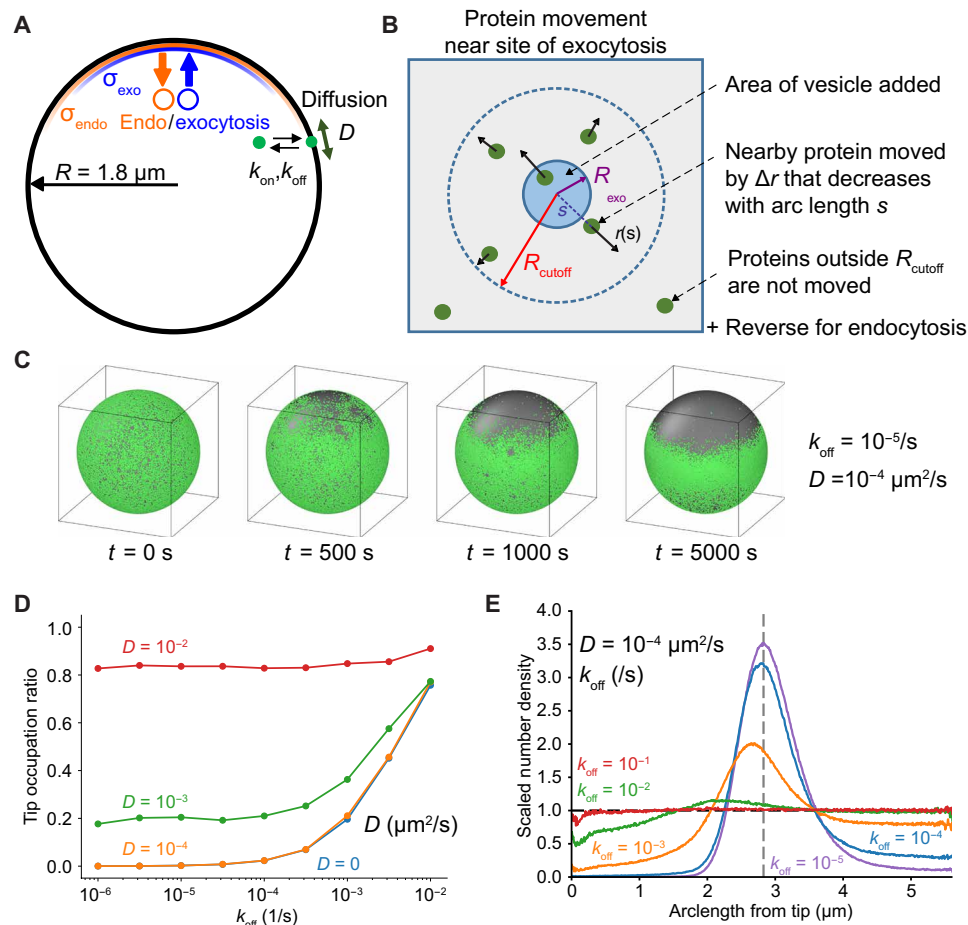 A
σexo
σendo
Endo/exocytosis
Diffusion
D
kon,koff
R = 1.8 μm
B
Protein movement
near site of exocytosis
Area of vesicle added
Nearby protein moved
by Δr that decreases
with arc length s
Proteins outside Rcutoff
are not moved
+ Reverse for endocytosis
Rexo
s
r(s)
Rcutoff
C
t = 0 s
t = 500 s
t = 1000 s
t = 5000 s
koff = 10⁻⁵/s
D =10⁻⁴ μm²/s
D
Tip occupation ratio
1.0
0.8
0.6
0.4
0.2
0.0
D = 10⁻²
D = 10⁻³
D = 10⁻⁴
D = 0
D (μm²/s)
10⁻⁶
10⁻⁵
10⁻⁴
10⁻³
10⁻²
koff (1/s)
E
Scaled number density
4.0
3.5
3.0
2.5
2.0
1.5
1.0
0.5
0.0
D = 10⁻⁴ μm²/s
koff (/s)
koff = 10⁻¹
koff = 10⁻²
koff = 10⁻³
koff = 10⁻⁴
koff = 10⁻⁵
0
1
2
3
4
5
Arclength from tip (μm)